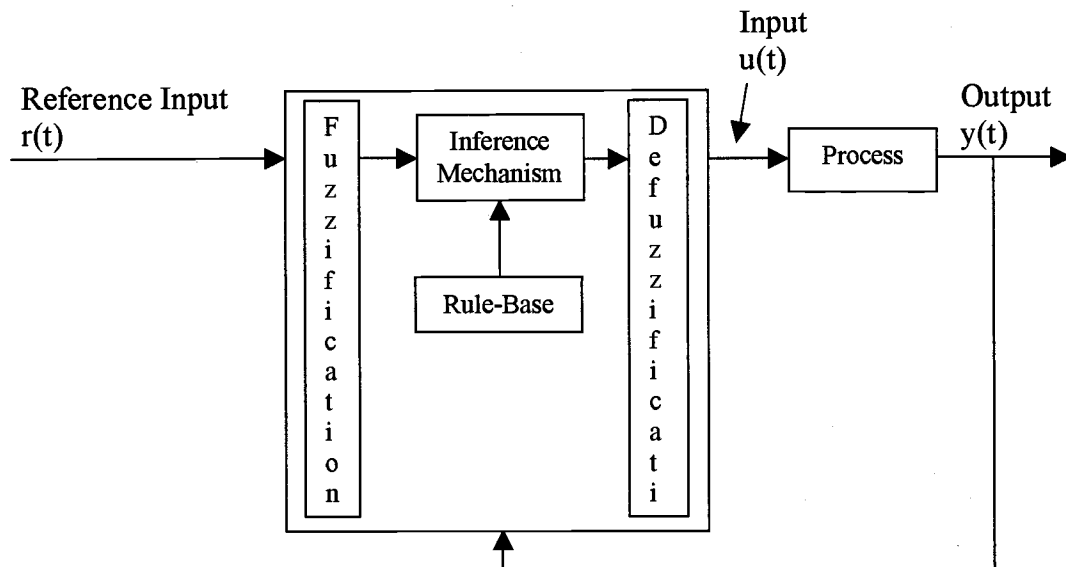 Input
u(t)
Reference Input
r(t)
Output
y(t)
Fuzzification
Inference
Mechanism
Defuzzificati
Process
Rule-Base